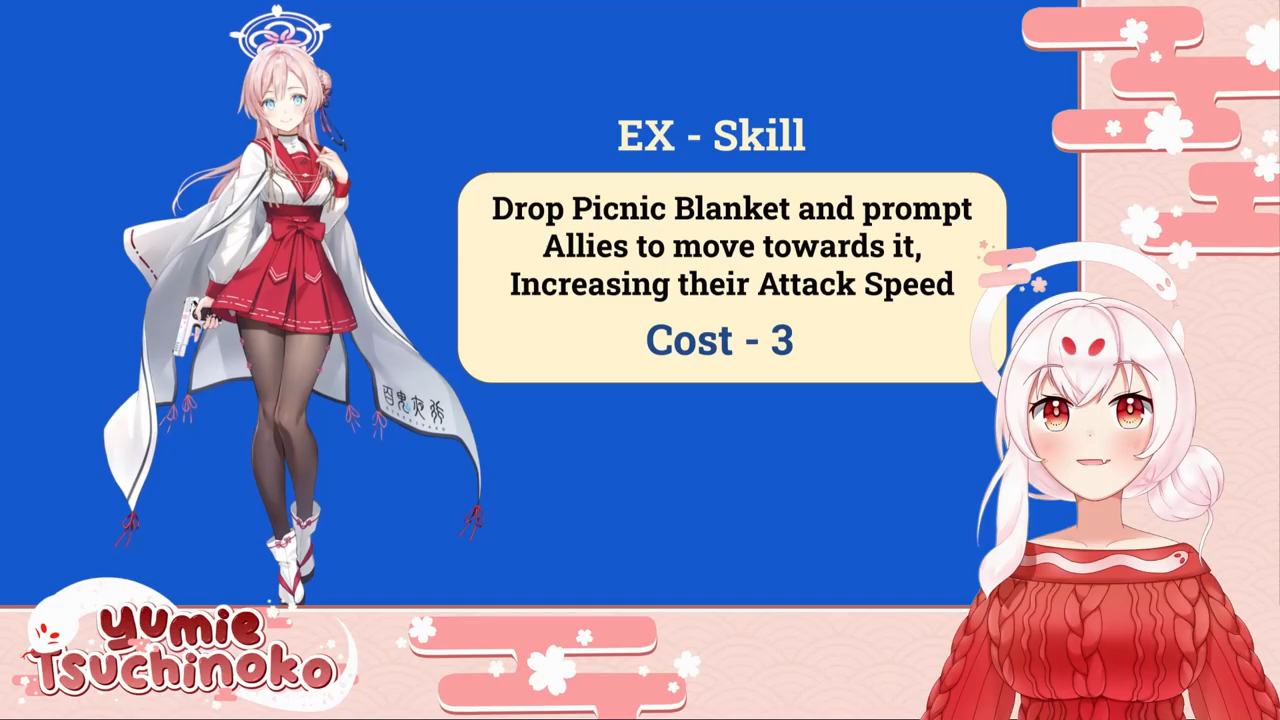 EX - Skill
Drop Picnic Blanket and prompt
Allies to move towards it,
Increasing their Attack Speed
Cost - 3
百鬼夜行
yumie
Tsuchinoko